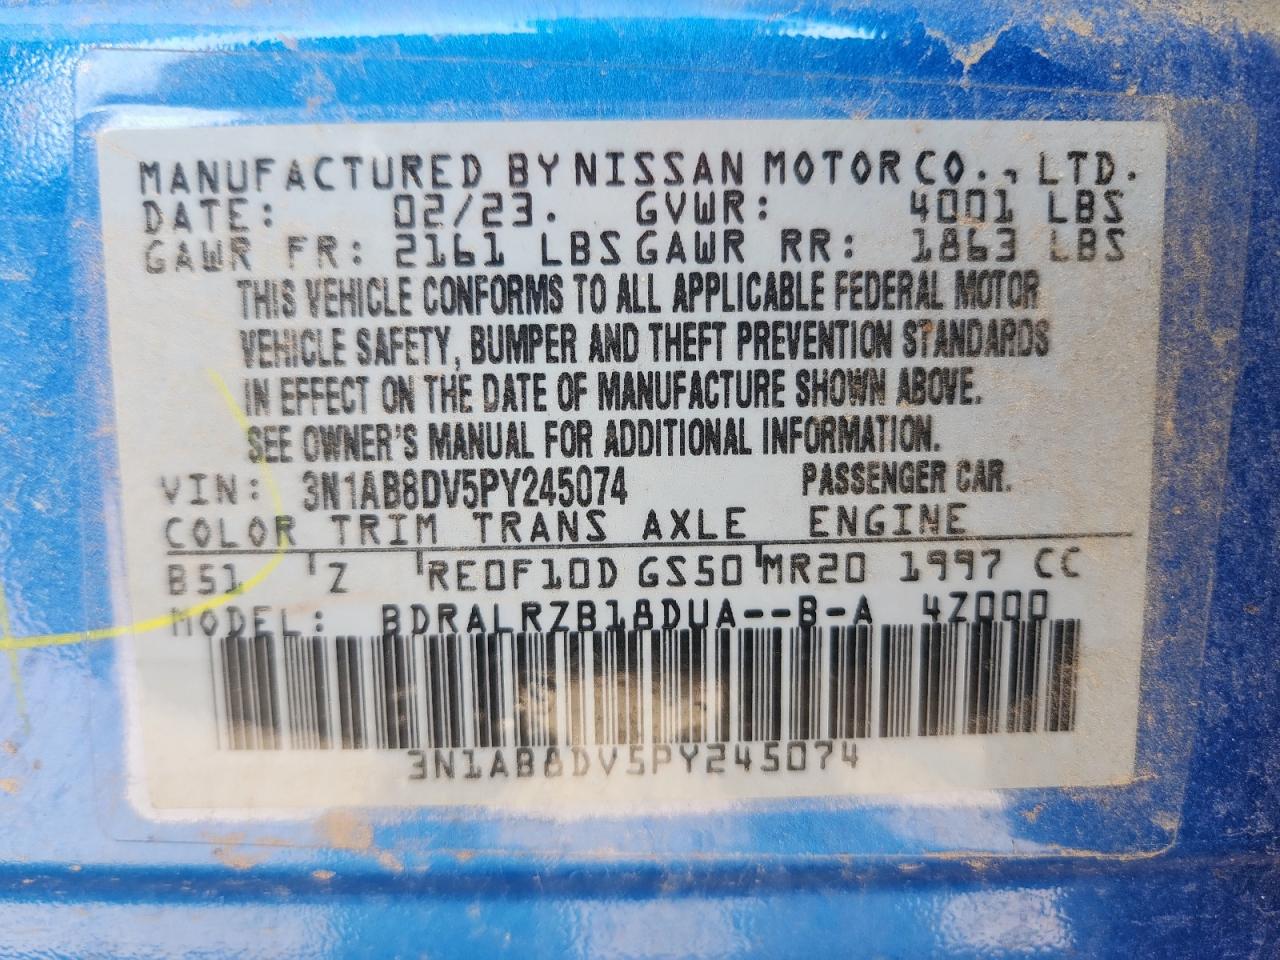 MANUFACTURED BY NISSAN MOTOR CO., LTD.
DATE: 02/23. GVWR: 4001 LBS
GAWR FR: 2161 LBS GAWR RR: 1863 LBS
THIS VEHICLE CONFORMS TO ALL APPLICABLE FEDERAL MOTOR
VEHICLE SAFETY, BUMPER AND THEFT PREVENTION STANDARDS
IN EFFECT ON THE DATE OF MANUFACTURE SHOWN ABOVE.
SEE OWNER'S MANUAL FOR ADDITIONAL INFORMATION.
VIN: 3N1AB8DV5PY245074 PASSENGER CAR.
COLOR TRIM TRANS AXLE ENGINE
B51 Z RE0F10D GS50 MR20 1997 CC
MODEL: BDRALRZB18DUA--B-A 4Z000
3N1AB8DV5PY245074